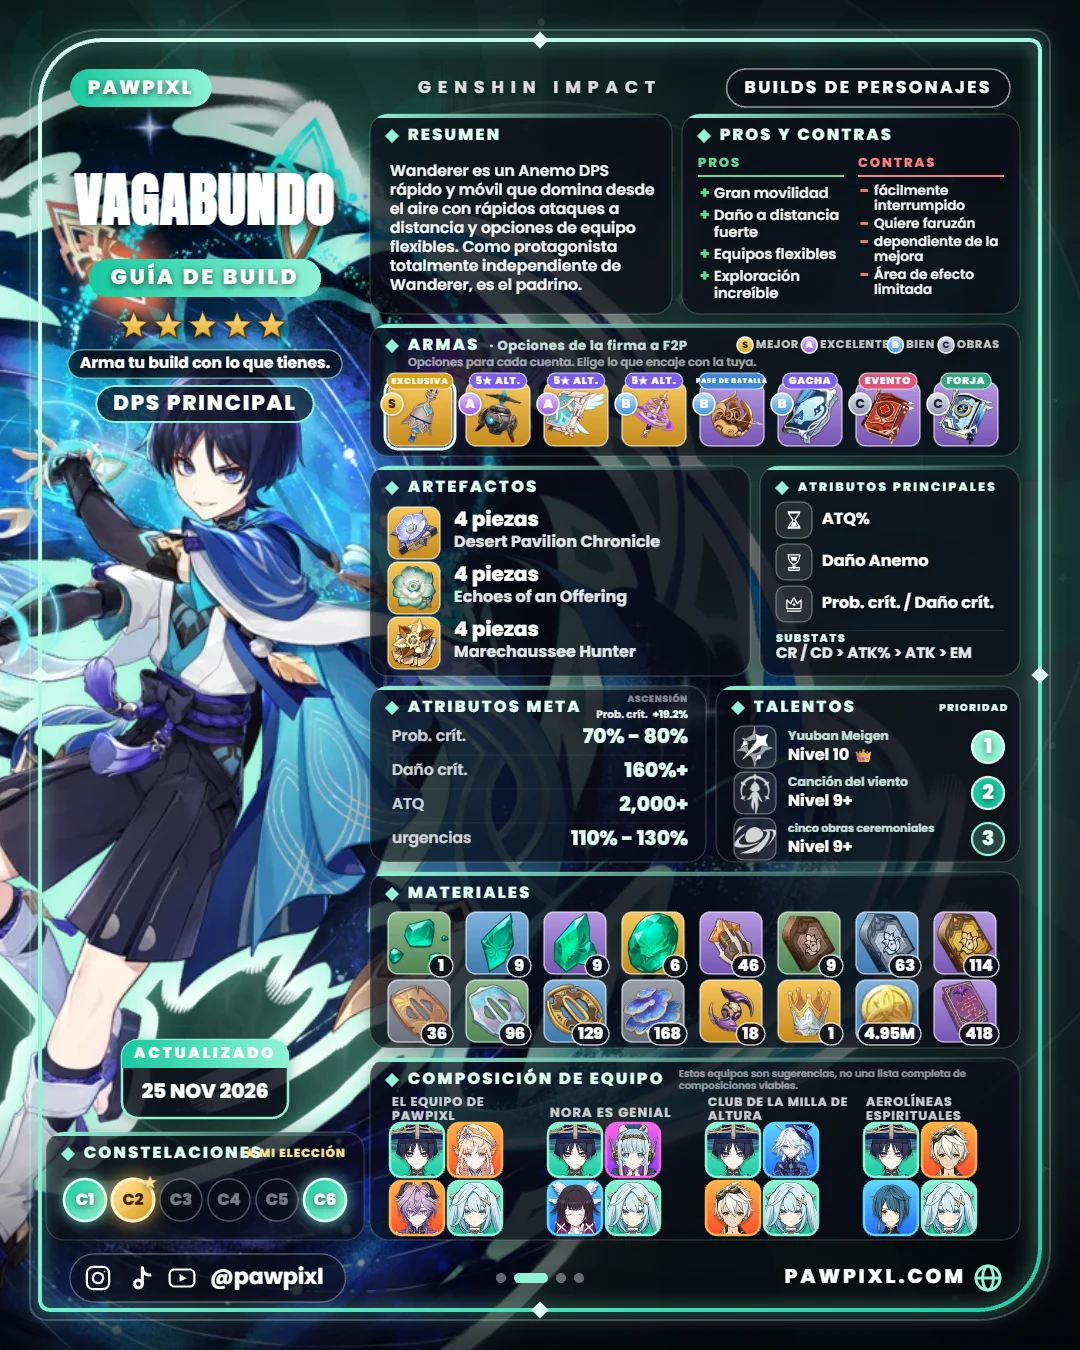 PAWPIXL
GENSHIN IMPACT
BUILDS DE PERSONAJES
VAGABUNDO
GUÍA DE BUILD
Arma tu build con lo que tienes.
DPS PRINCIPAL
RESUMEN
Wanderer es un Anemo DPS
rápido y móvil que domina desde
el aire con rápidos ataques a
distancia y opciones de equipo
flexibles. Como protagonista
totalmente independiente de
Wanderer, es el padrino.
PROS Y CONTRAS
PROS
+ Gran movilidad
+ Daño a distancia
fuerte
+ Equipos flexibles
+ Exploración
increíble
CONTRAS
- fácilmente
interrumpido
- Quiere faruzán
- dependiente de la
mejora
- Área de efecto
limitada
ARMAS · Opciones de la firma a F2P
S MEJOR A EXCELENTE B BIEN C OBRAS
Opciones para cada cuenta. Elige lo que encaje con la tuya.
EXCLUSIVA
S
5★ ALT.
A
5★ ALT.
A
5★ ALT.
B
PASE DE BATALLA
B
GACHA
B
EVENTO
C
FORJA
C
ARTEFACTOS
4 piezas
Desert Pavilion Chronicle
4 piezas
Echoes of an Offering
4 piezas
Marechaussee Hunter
ATRIBUTOS PRINCIPALES
ATQ%
Daño Anemo
Prob. crít. / Daño crít.
SUBSTATS
CR / CD > ATK% > ATK > EM
ATRIBUTOS META
ASCENSIÓN
Prob. crít. +19.2%
Prob. crít. 70% – 80%
Daño crít. 160%+
ATQ 2,000+
urgencias 110% – 130%
TALENTOS
PRIORIDAD
Yuuban Meigen
Nivel 10
1
Canción del viento
Nivel 9+
2
cinco obras ceremoniales
Nivel 9+
3
MATERIALES
1 9 9 6 46 9 63 114
36 96 129 168 18 1 4.95M 418
COMPOSICIÓN DE EQUIPO
Estos equipos son sugerencias, no una lista completa de
composiciones viables.
EL EQUIPO DE
PAWPIXL
NORA ES GENIAL
CLUB DE LA MILLA DE
ALTURA
AEROLÍNEAS
ESPIRITUALES
ACTUALIZADO
25 NOV 2026
CONSTELACIONES
MI ELECCIÓN
C1 C2 C3 C4 C5 C6
@pawpixl
PAWPIXL.COM